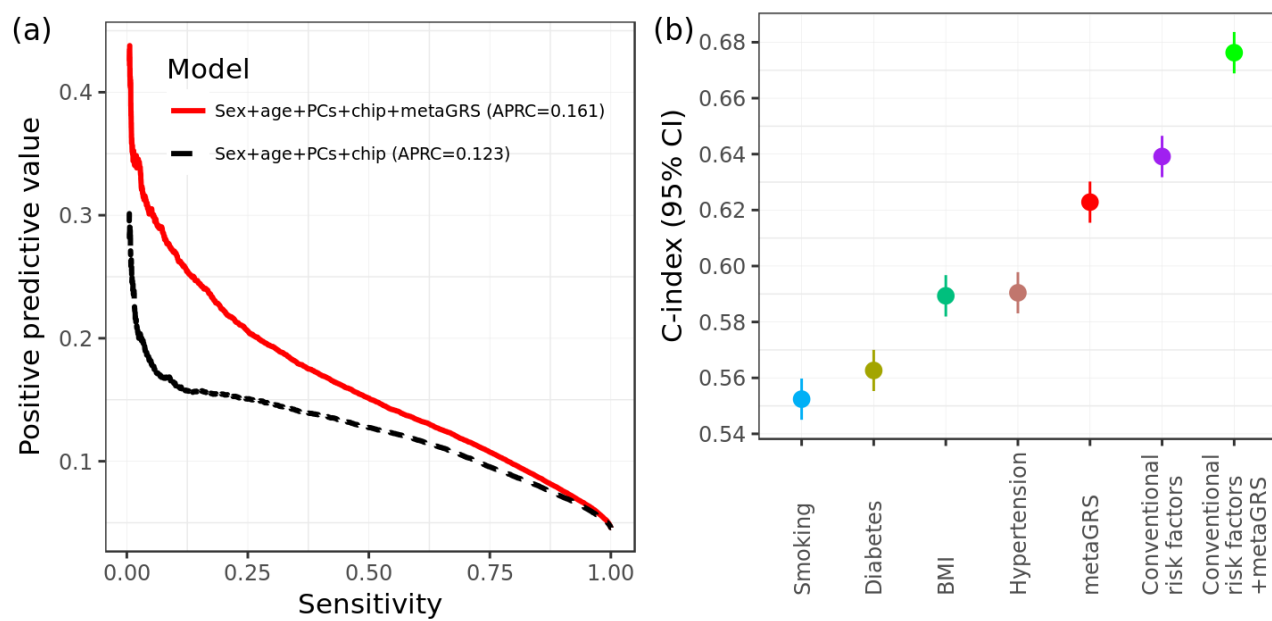 (a)
Positive predictive value
0.4
0.3
0.2
0.1
Model
Sex+age+PCs+chip+metaGRS (APRC=0.161)
Sex+age+PCs+chip (APRC=0.123)
0.00
0.25
0.50
0.75
1.00
Sensitivity
(b)
C-index (95% CI)
0.68
0.66
0.64
0.62
0.60
0.58
0.56
0.54
Smoking
Diabetes
BMI
Hypertension
metaGRS
Conventional
risk factors
Conventional
risk factors
+metaGRS